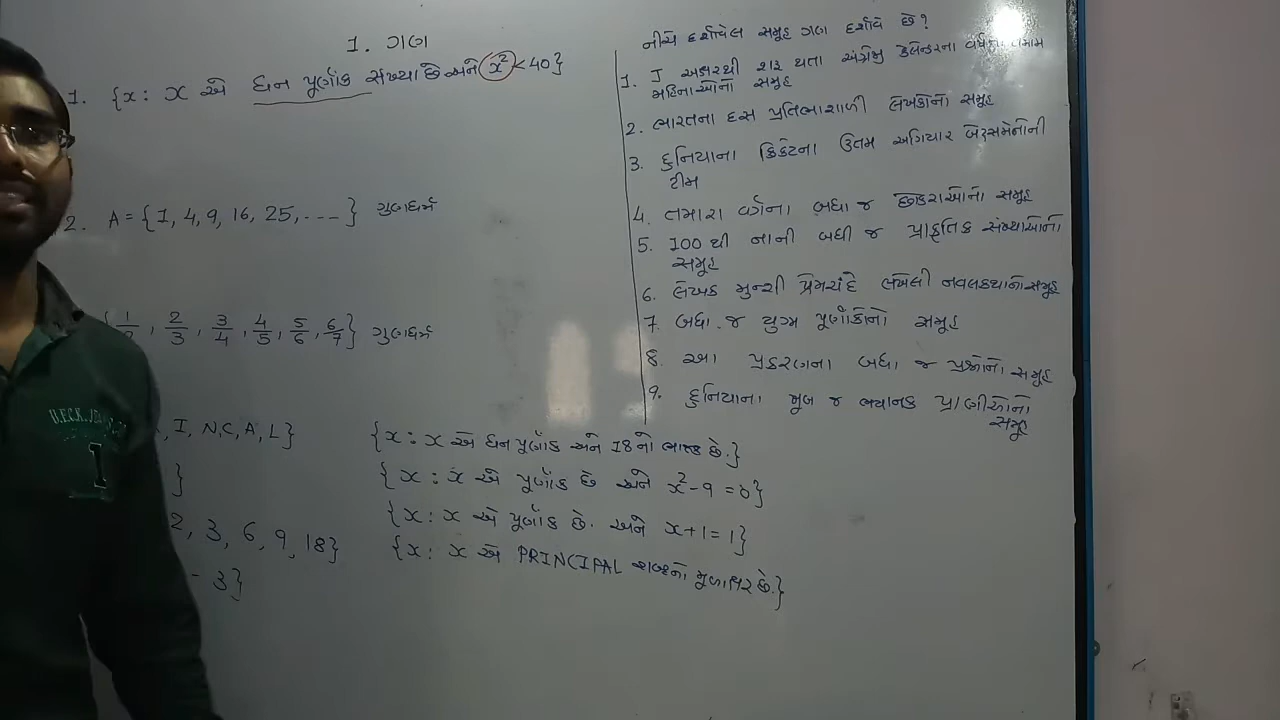 1. ગણ
1. {x: x એ ધન પૂર્ણાંક સંખ્યા છે અને x² < 40}
2. A = {1, 4, 9, 16, 25, ---} ગુણધર્મ
{1/2, 2/3, 3/4, 4/5, 5/6, 6/7} ગુણધર્મ
I, N, C, A, L}
}
2, 3, 6, 9, 18}
- 3}
{x: x એ ધન પૂર્ણાંક અને 18નો ભાજક છે.}
{x: x એ પૂર્ણાંક છે અને x² - 9 = 0}
{x: x એ પૂર્ણાંક છે. અને x + 1 = 1}
{x: x એ PRINCIPAL શબ્દનો મૂળાક્ષર છે.}
નીચે દર્શાવેલ સમૂહ ગણ દર્શાવે છે?
1. J અક્ષરથી શરૂ થતા અંગ્રેજી કેલેન્ડરના વર્ષના તમામ
મહિનાઓનો સમૂહ
2. ભારતના દસ પ્રતિભાશાળી લેખકોનો સમૂહ
3. દુનિયાના ક્રિકેટના ઉત્તમ અગિયાર બેટ્સમેનોની
ટીમ
4. તમારા વર્ગના બધા જ છોકરાઓનો સમૂહ
5. 100થી નાની બધી જ પ્રાકૃતિક સંખ્યાઓનો
સમૂહ
6. લેખક મુન્શી પ્રેમચંદે લખેલી નવલકથાનો સમૂહ
7. બધા જ યુગ્મ પૂર્ણાંકોનો સમૂહ
8. આ પ્રકરણના બધા જ પ્રશ્નોનો સમૂહ
9. દુનિયાના ખૂબ જ ભયાનક પ્રાણીઓનો
સમૂહ